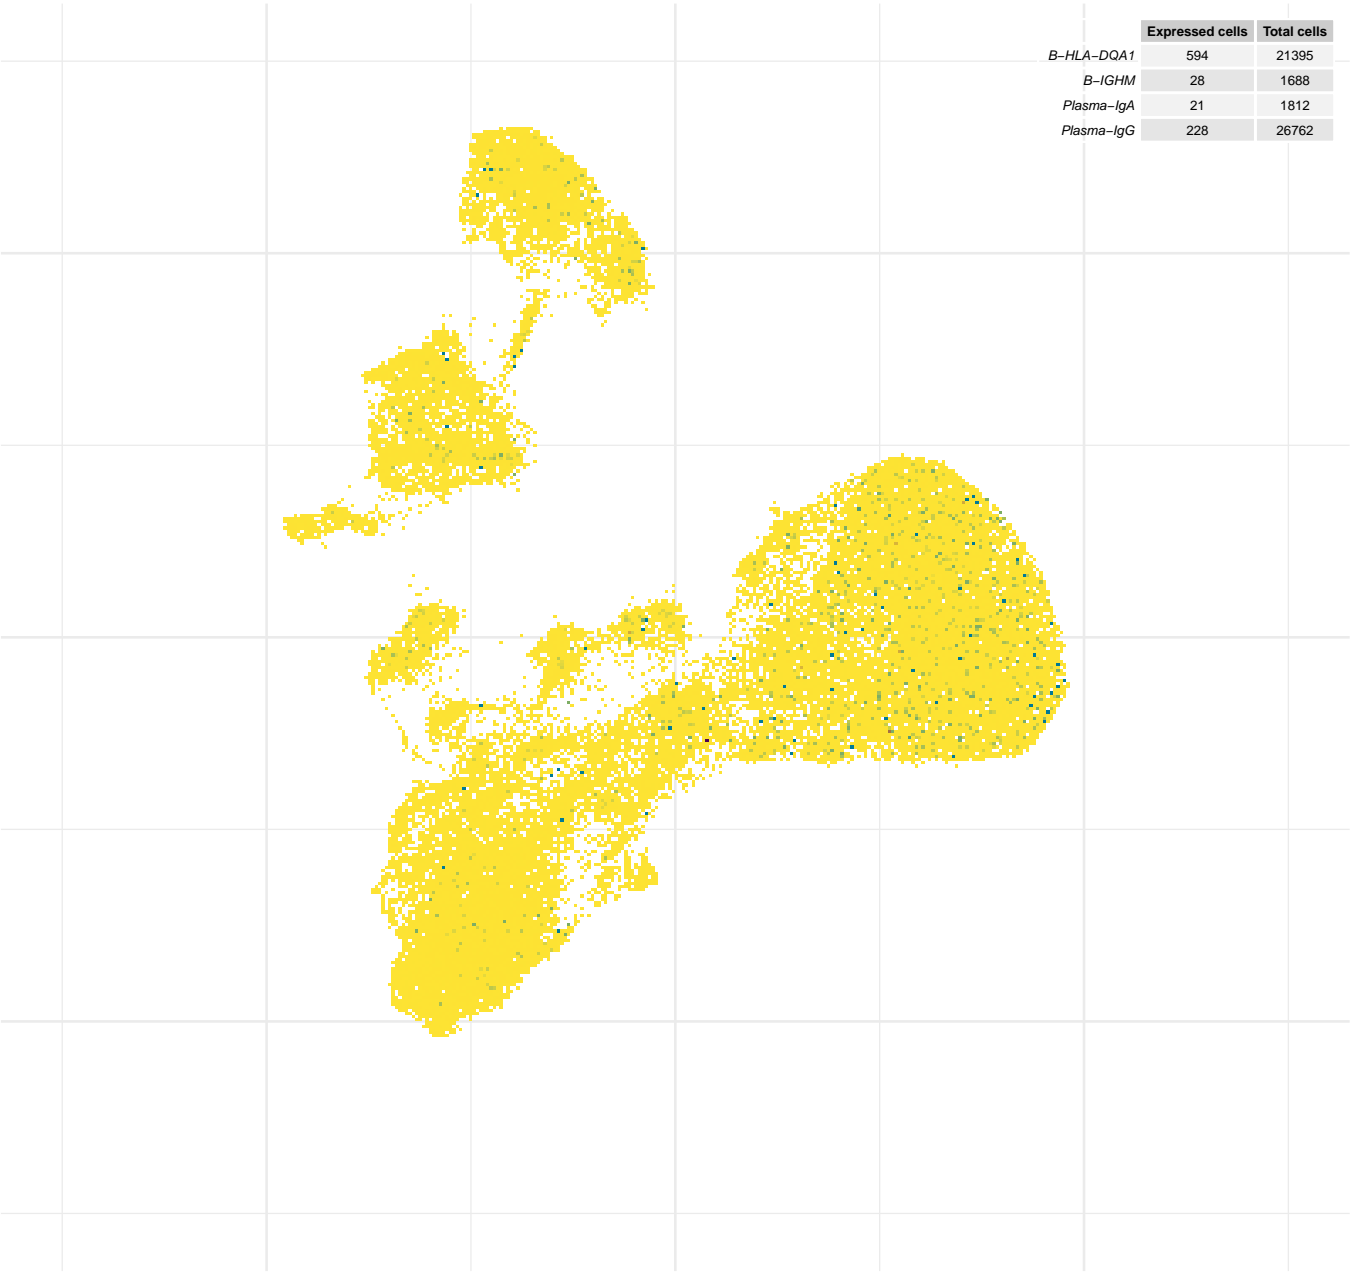 Expressed cells Total cells
B−HLA−DQA1 594 21395
B−IGHM 28 1688
Plasma−IgA 21 1812
Plasma−IgG 228 26762